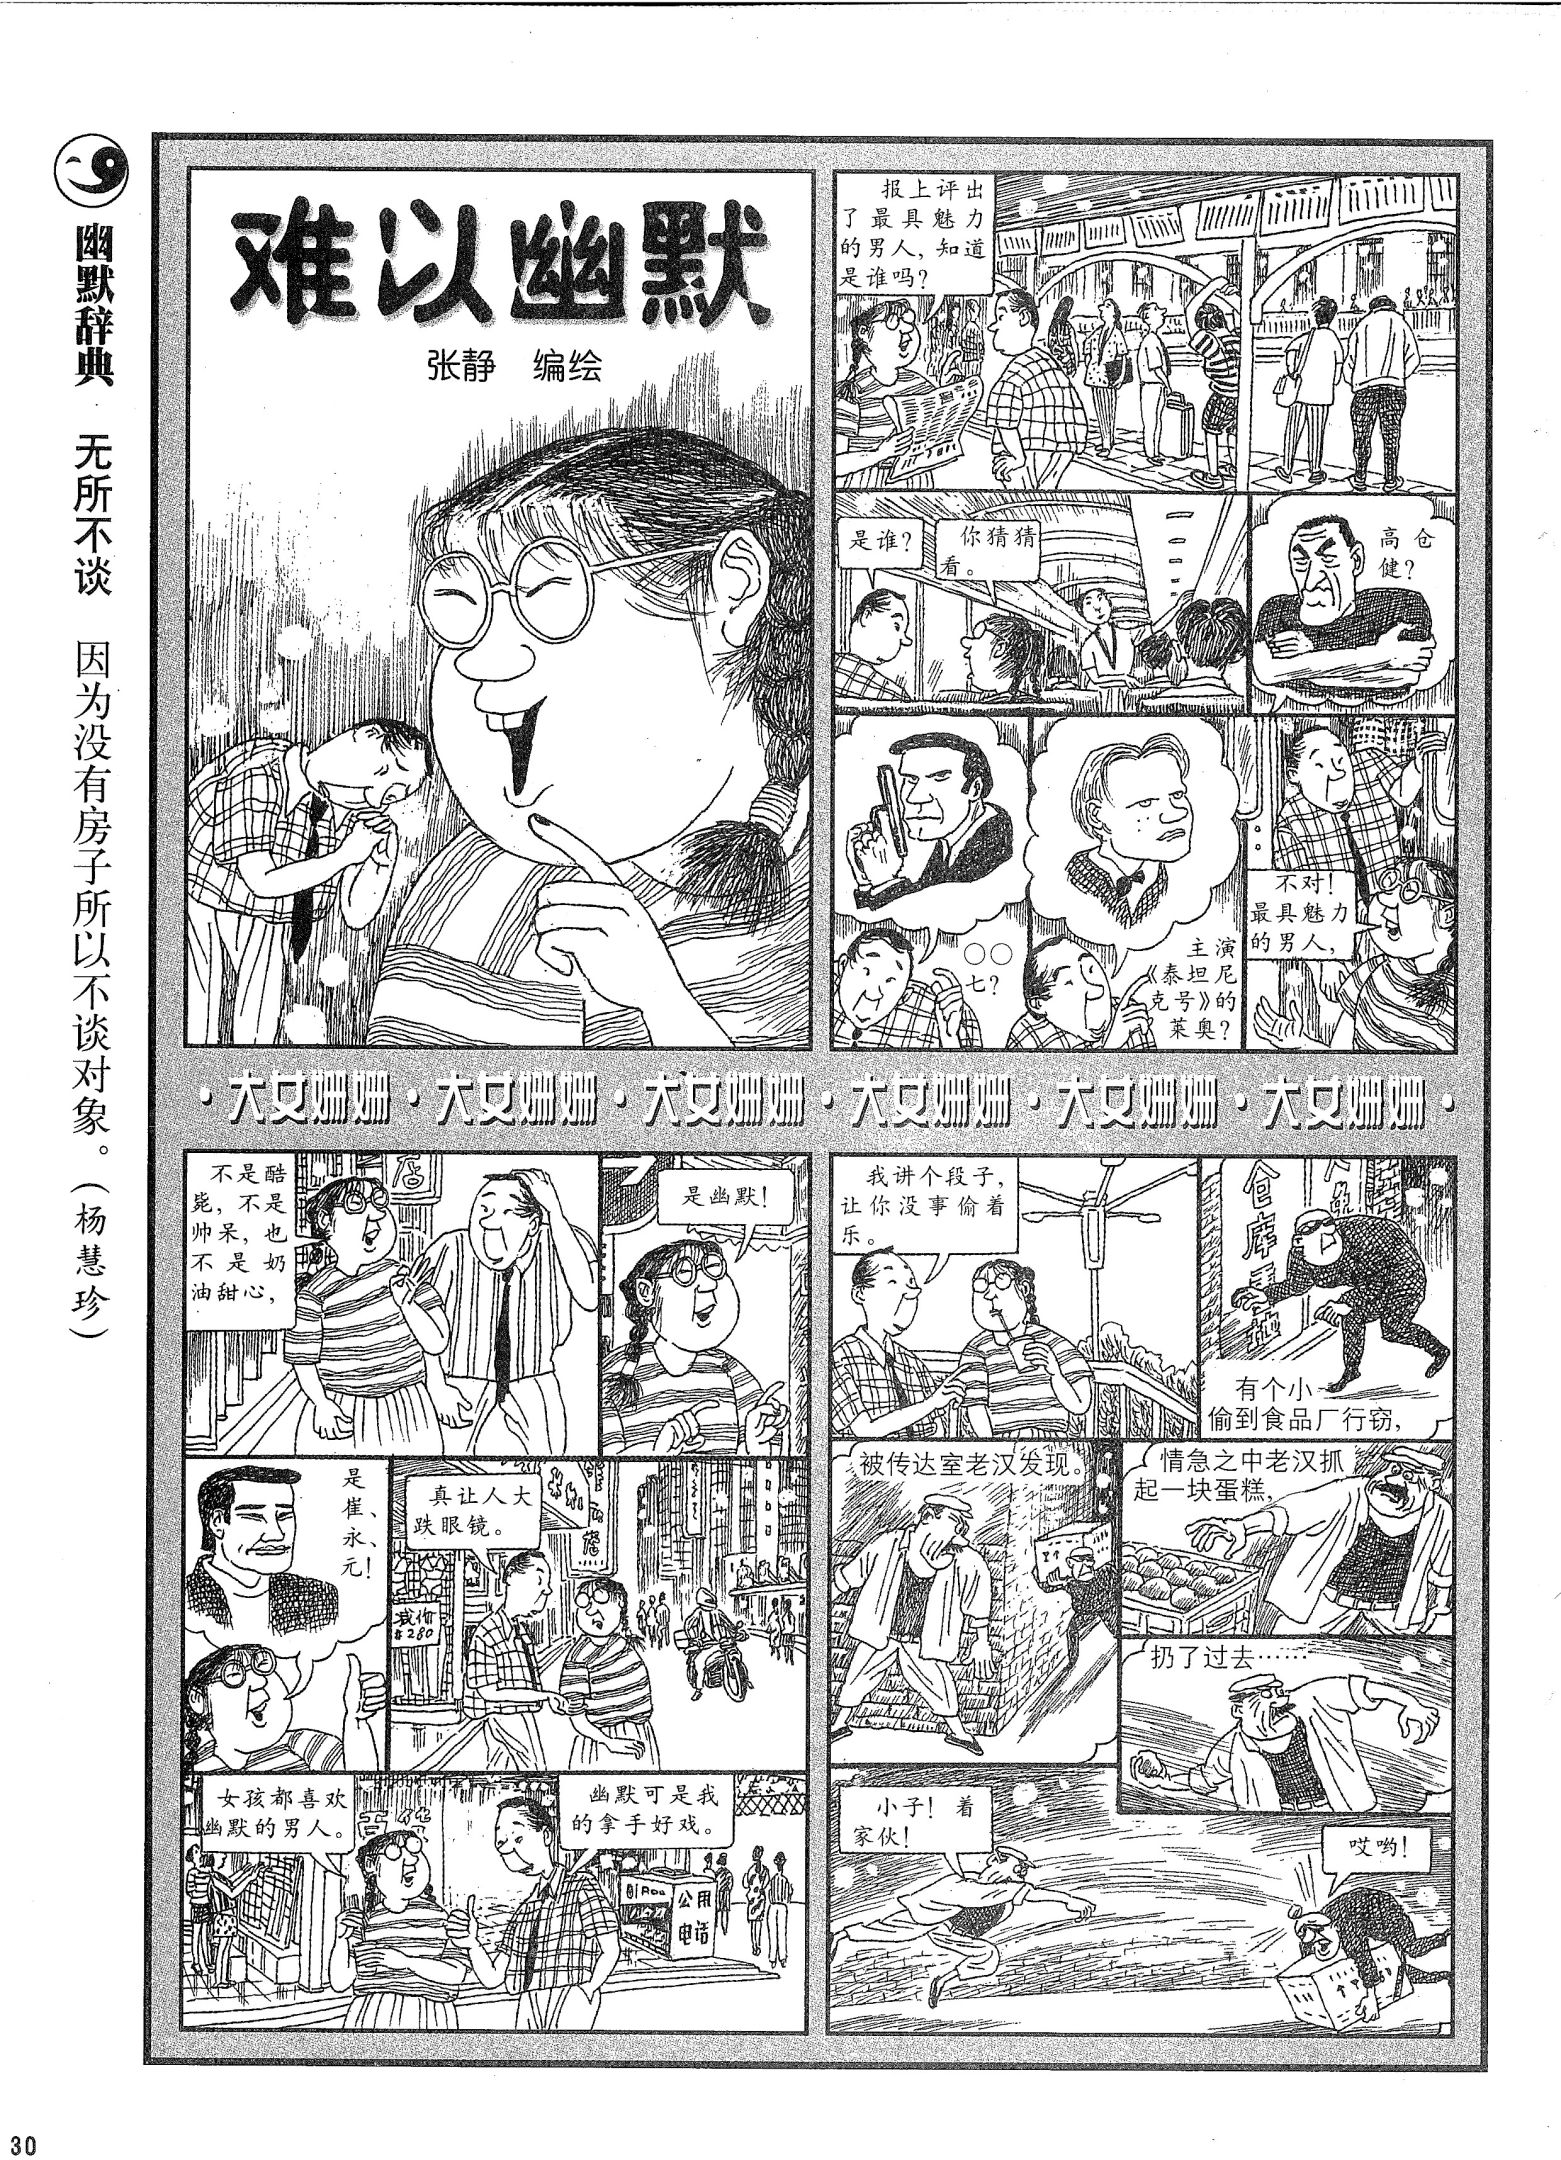 幽默辞典 无所不谈 因为没有房子所以不谈对象。(杨慧珍)
难以幽默
张静 编绘
报上评出
了最具魅力
的男人,知道
是谁吗?
是谁?
你猜猜
看。
高仓
健?
○○
七?
主演
《泰坦尼
克号》的
莱奥?
不对!
最具魅力
的男人,
·大女姗姗·大女姗姗·大女姗姗·大女姗姗·大女姗姗·大女姗姗·
不是酷
毙,不是
帅呆,也
不是奶
油甜心,
店
是幽默!
是
崔、
永、
元!
真让人大
跌眼镜。
我价
$280
女孩都喜欢
幽默的男人。
幽默可是我
的拿手好戏。
公用
电话
我讲个段子,
让你没事偷着
乐。
仓库重地
有个小
偷到食品厂行窃,
被传达室老汉发现。
情急之中老汉抓
起一块蛋糕,
扔了过去……
小子!着
家伙!
哎哟!
30